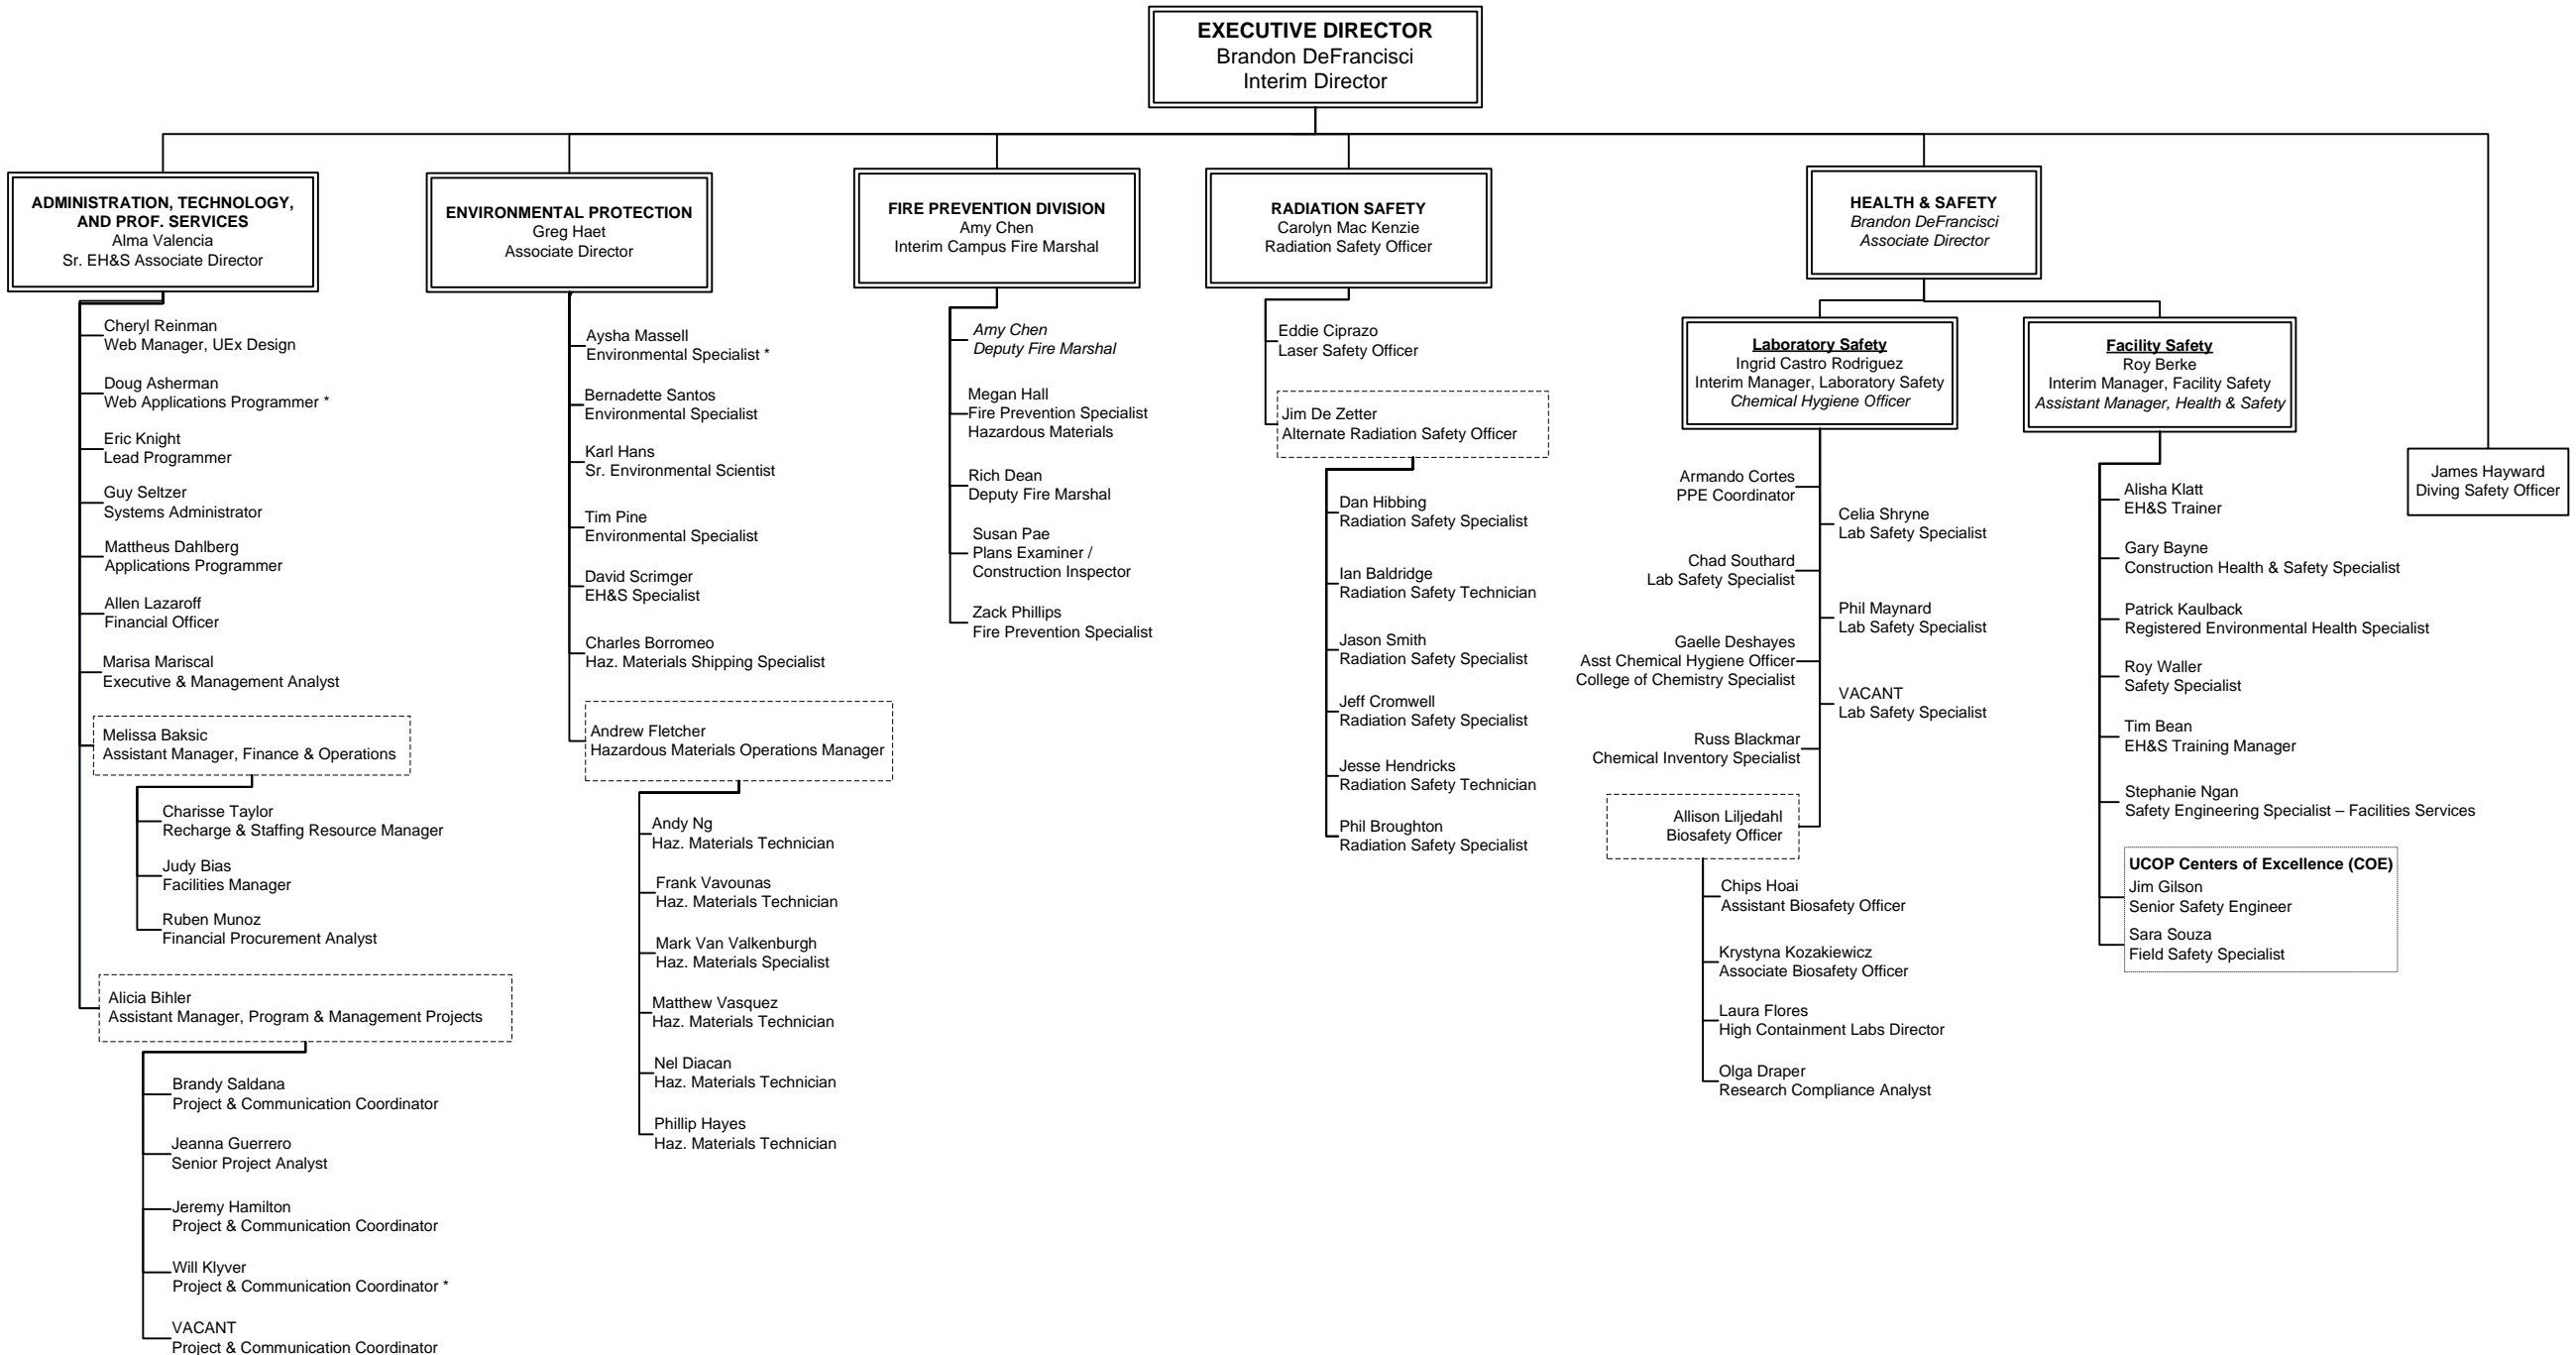 EXECUTIVE DIRECTOR
Brandon DeFrancisci
Interim Director
ADMINISTRATION, TECHNOLOGY,
AND PROF. SERVICES
Alma Valencia
Sr. EH&S Associate Director
Cheryl Reinman
Web Manager, UEx Design
Doug Asherman
Web Applications Programmer *
Eric Knight
Lead Programmer
Guy Seltzer
Systems Administrator
Mattheus Dahlberg
Applications Programmer
Allen Lazaroff
Financial Officer
Marisa Mariscal
Executive & Management Analyst
Melissa Baksic
Assistant Manager, Finance & Operations
Charisse Taylor
Recharge & Staffing Resource Manager
Judy Bias
Facilities Manager
Ruben Munoz
Financial Procurement Analyst
Alicia Bihler
Assistant Manager, Program & Management Projects
Brandy Saldana
Project & Communication Coordinator
Jeanna Guerrero
Senior Project Analyst
Jeremy Hamilton
Project & Communication Coordinator
Will Klyver
Project & Communication Coordinator *
VACANT
Project & Communication Coordinator
ENVIRONMENTAL PROTECTION
Greg Haet
Associate Director
Aysha Massell
Environmental Specialist *
Bernadette Santos
Environmental Specialist
Karl Hans
Sr. Environmental Scientist
Tim Pine
Environmental Specialist
David Scrimger
EH&S Specialist
Charles Borromeo
Haz. Materials Shipping Specialist
Andrew Fletcher
Hazardous Materials Operations Manager
Andy Ng
Haz. Materials Technician
Frank Vavounas
Haz. Materials Technician
Mark Van Valkenburgh
Haz. Materials Specialist
Matthew Vasquez
Haz. Materials Technician
Nel Diacan
Haz. Materials Technician
Phillip Hayes
Haz. Materials Technician
FIRE PREVENTION DIVISION
Amy Chen
Interim Campus Fire Marshal
Amy Chen
Deputy Fire Marshal
Megan Hall
Fire Prevention Specialist
Hazardous Materials
Rich Dean
Deputy Fire Marshal
Susan Pae
Plans Examiner /
Construction Inspector
Zack Phillips
Fire Prevention Specialist
RADIATION SAFETY
Carolyn Mac Kenzie
Radiation Safety Officer
Eddie Ciprazo
Laser Safety Officer
Jim De Zetter
Alternate Radiation Safety Officer
Dan Hibbing
Radiation Safety Specialist
Ian Baldridge
Radiation Safety Technician
Jason Smith
Radiation Safety Specialist
Jeff Cromwell
Radiation Safety Specialist
Jesse Hendricks
Radiation Safety Technician
Phil Broughton
Radiation Safety Specialist
HEALTH & SAFETY
Brandon DeFrancisci
Associate Director
Laboratory Safety
Ingrid Castro Rodriguez
Interim Manager, Laboratory Safety
Chemical Hygiene Officer
Armando Cortes
PPE Coordinator
Celia Shryne
Lab Safety Specialist
Chad Southard
Lab Safety Specialist
Phil Maynard
Lab Safety Specialist
Gaelle Deshayes
Asst Chemical Hygiene Officer
College of Chemistry Specialist
VACANT
Lab Safety Specialist
Russ Blackmar
Chemical Inventory Specialist
Allison Liljedahl
Biosafety Officer
Chips Hoai
Assistant Biosafety Officer
Krystyna Kozakiewicz
Associate Biosafety Officer
Laura Flores
High Containment Labs Director
Olga Draper
Research Compliance Analyst
Facility Safety
Roy Berke
Interim Manager, Facility Safety
Assistant Manager, Health & Safety
Alisha Klatt
EH&S Trainer
Gary Bayne
Construction Health & Safety Specialist
Patrick Kaulback
Registered Environmental Health Specialist
Roy Waller
Safety Specialist
Tim Bean
EH&S Training Manager
Stephanie Ngan
Safety Engineering Specialist – Facilities Services
UCOP Centers of Excellence (COE)
Jim Gilson
Senior Safety Engineer
Sara Souza
Field Safety Specialist
James Hayward
Diving Safety Officer